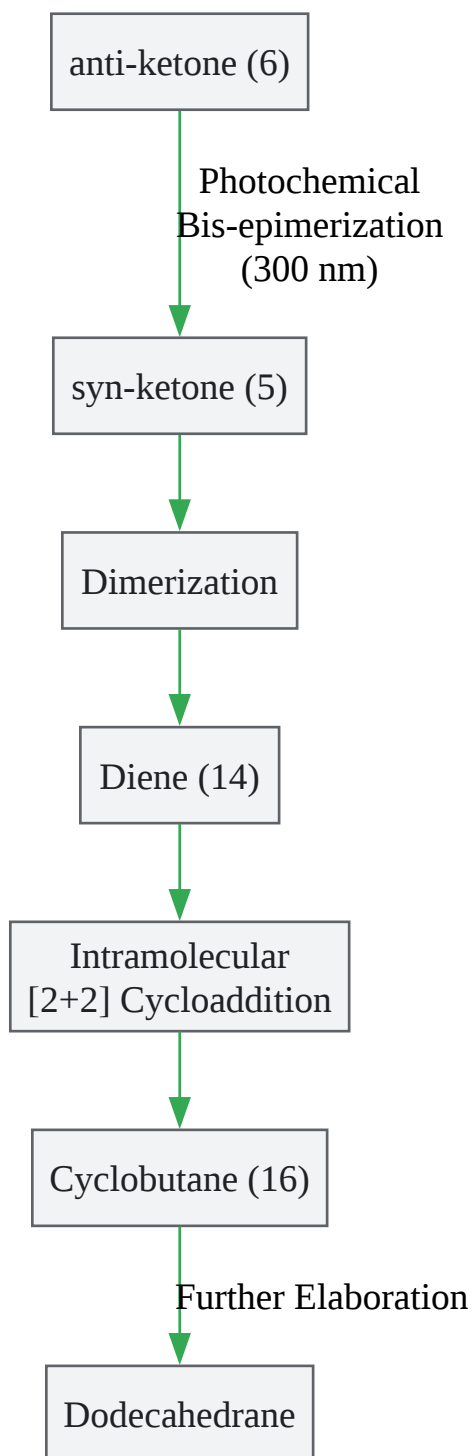 anti-ketone (6)
Photochemical
Bis-epimerization
(300 nm)
syn-ketone (5)
Dimerization
Diene (14)
Intramolecular
[2+2] Cycloaddition
Cyclobutane (16)
Further Elaboration
Dodecahedrane